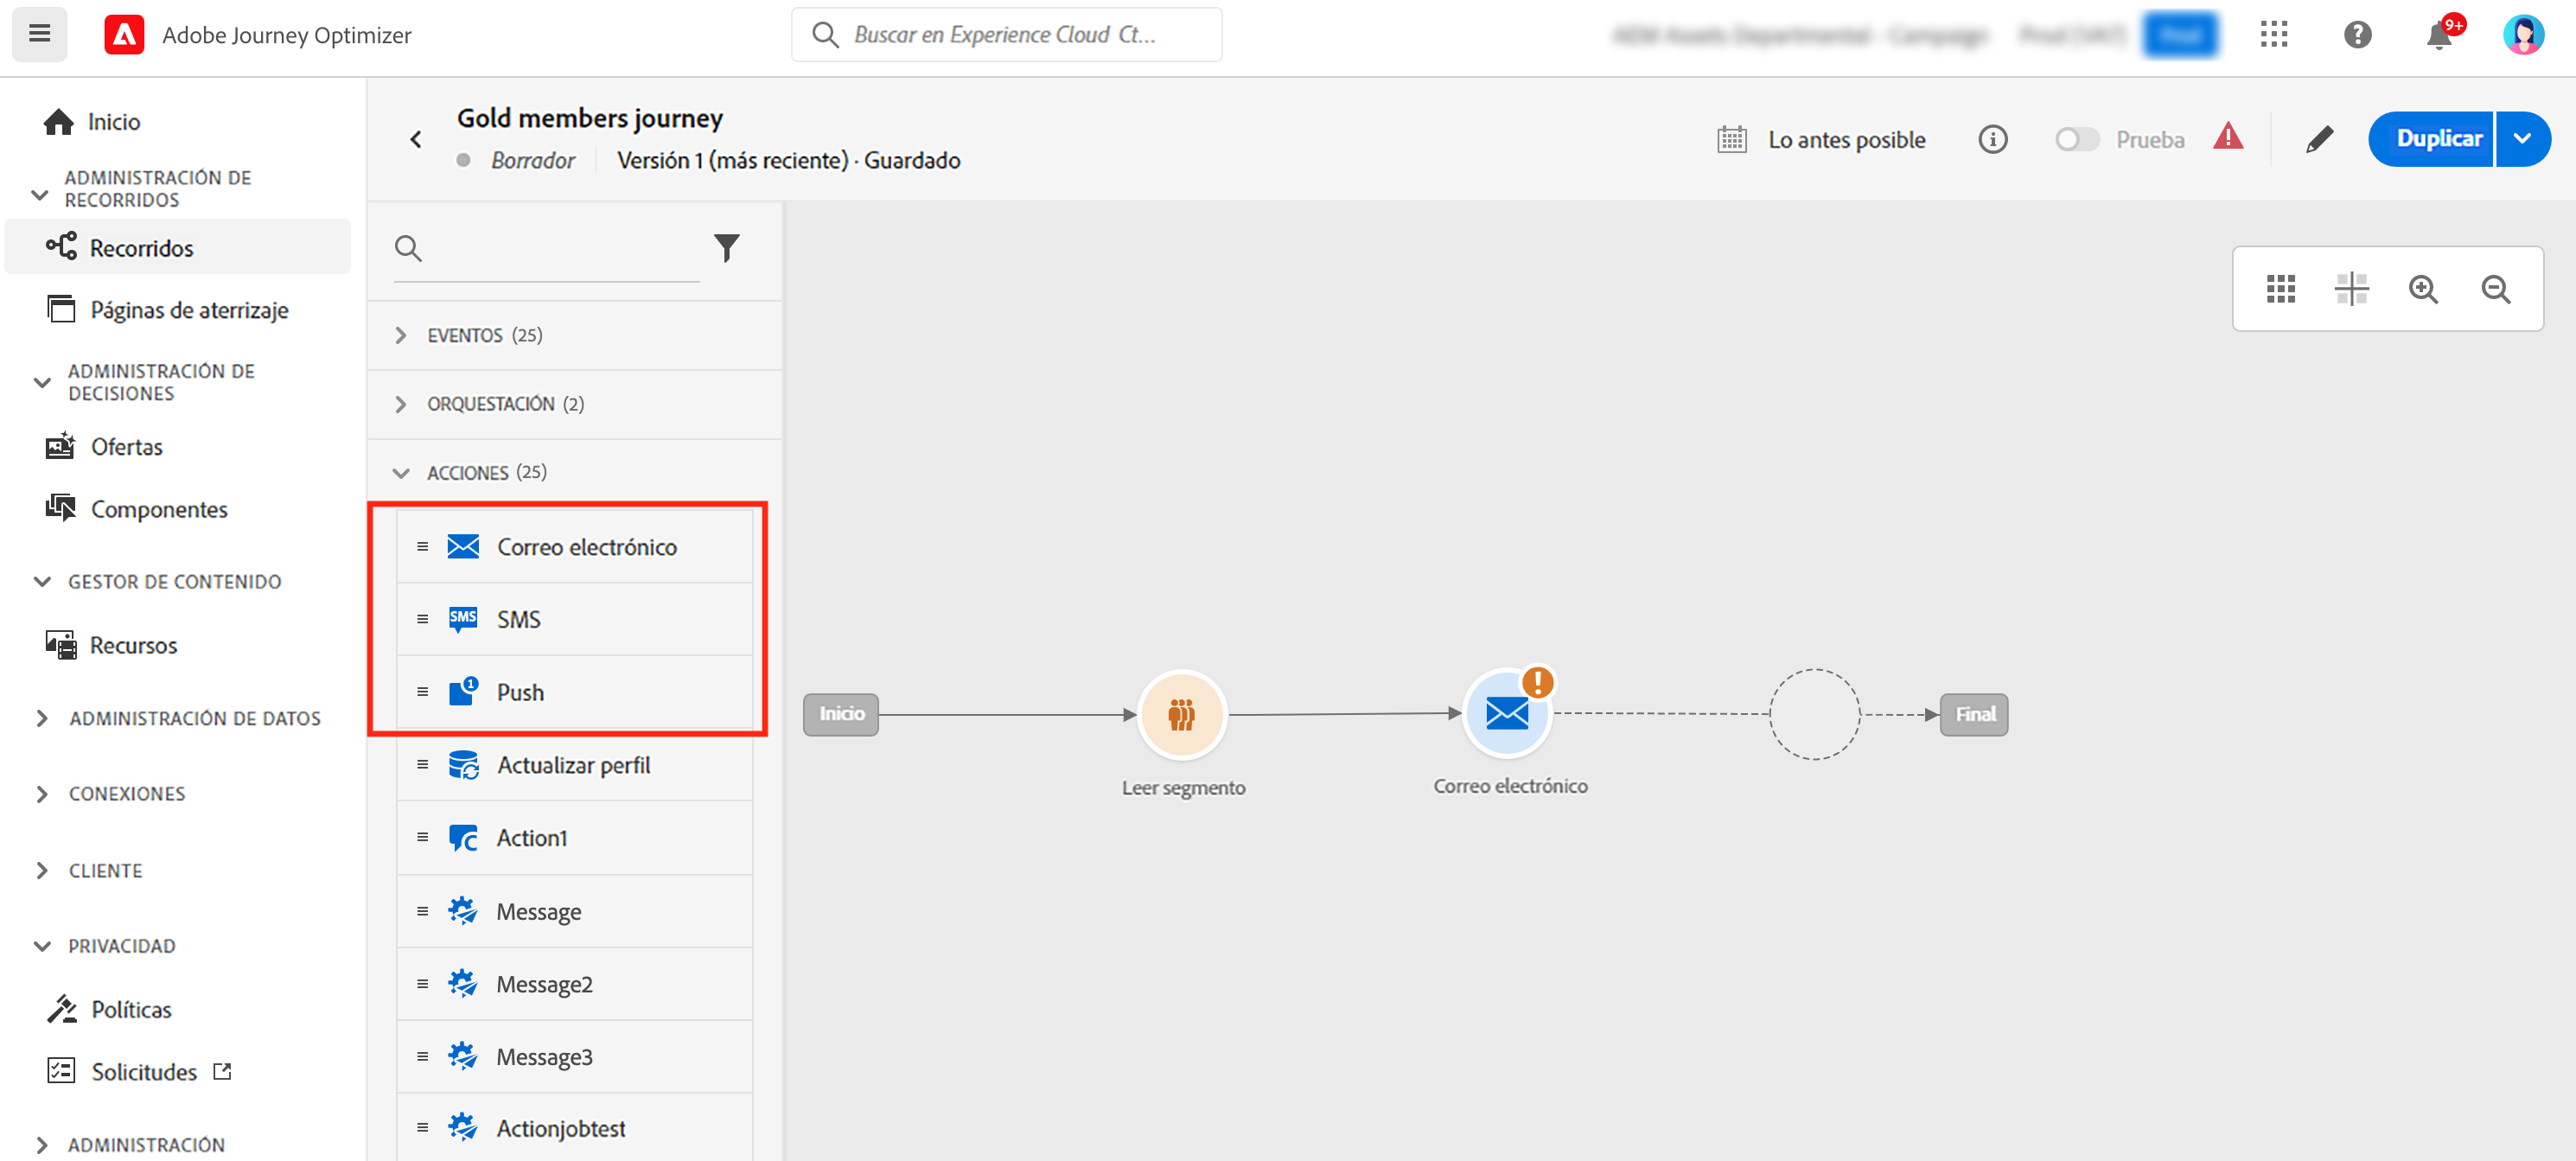 Adobe Journey Optimizer
Buscar en Experience Cloud Ct...
9+
Inicio
ADMINISTRACIÓN DE
RECORRIDOS
Recorridos
Páginas de aterrizaje
ADMINISTRACIÓN DE
DECISIONES
Ofertas
Componentes
GESTOR DE CONTENIDO
Recursos
ADMINISTRACIÓN DE DATOS
CONEXIONES
CLIENTE
PRIVACIDAD
Políticas
Solicitudes
ADMINISTRACIÓN
Gold members journey
Borrador
Versión 1 (más reciente) · Guardado
Lo antes posible
Prueba
Duplicar
EVENTOS (25)
ORQUESTACIÓN (2)
ACCIONES (25)
Correo electrónico
SMS SMS
1 Push
Actualizar perfil
Action1
Message
Message2
Message3
Actionjobtest
Inicio
Leer segmento
Correo electrónico
Final